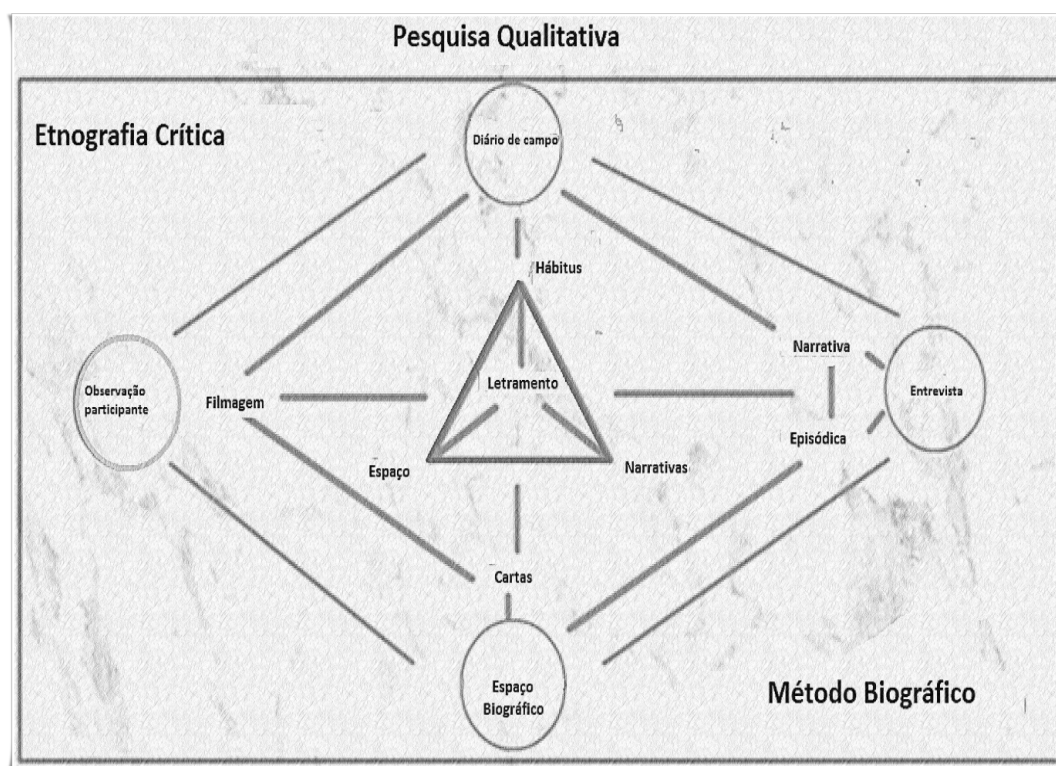 Pesquisa Qualitativa
Etnografia Crítica
Diário de campo
Hábitus
Narrativa
Observação
participante
Filmagem
Letramento
Entrevista
Episódica
Espaço
Narrativas
Cartas
Espaço
Biográfico
Método Biográfico